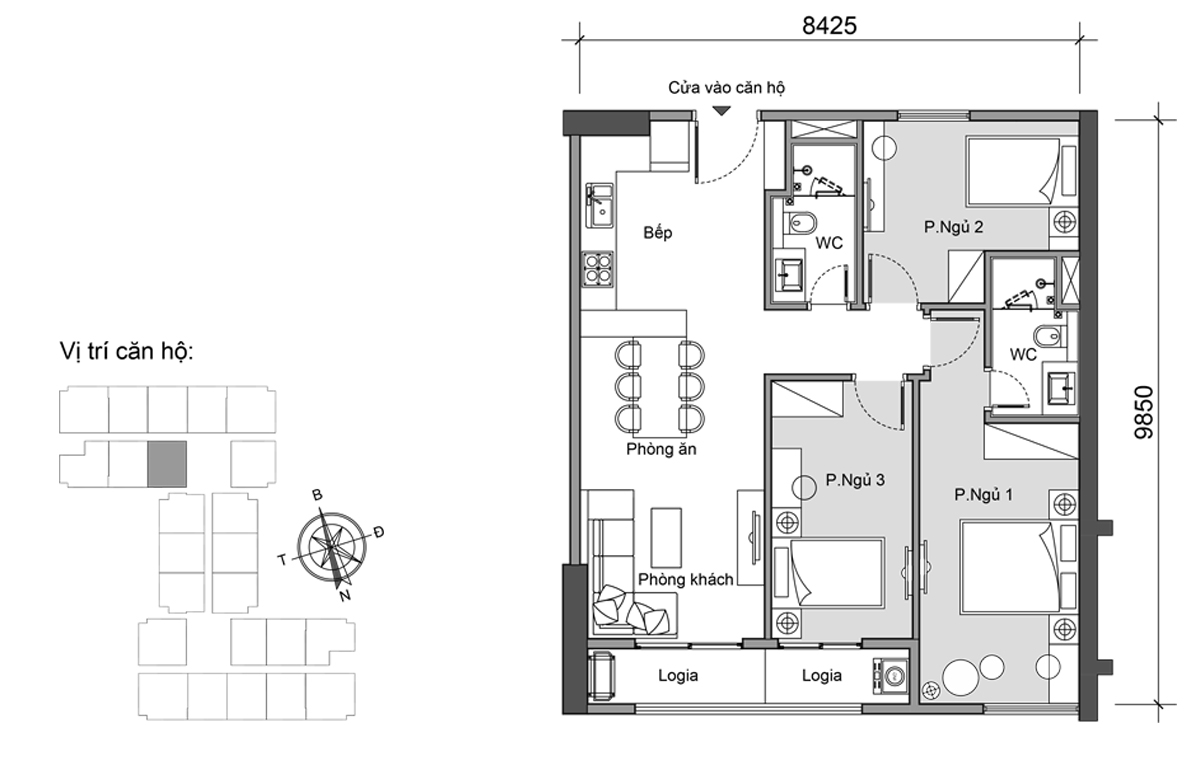 8425
Cửa vào căn hộ
Bếp
WC
P.Ngủ 2
Vị trí căn hộ:
WC
9850
Phòng ăn
P.Ngủ 3
P.Ngủ 1
B
Đ
T
N
Phòng khách
Logia
Logia